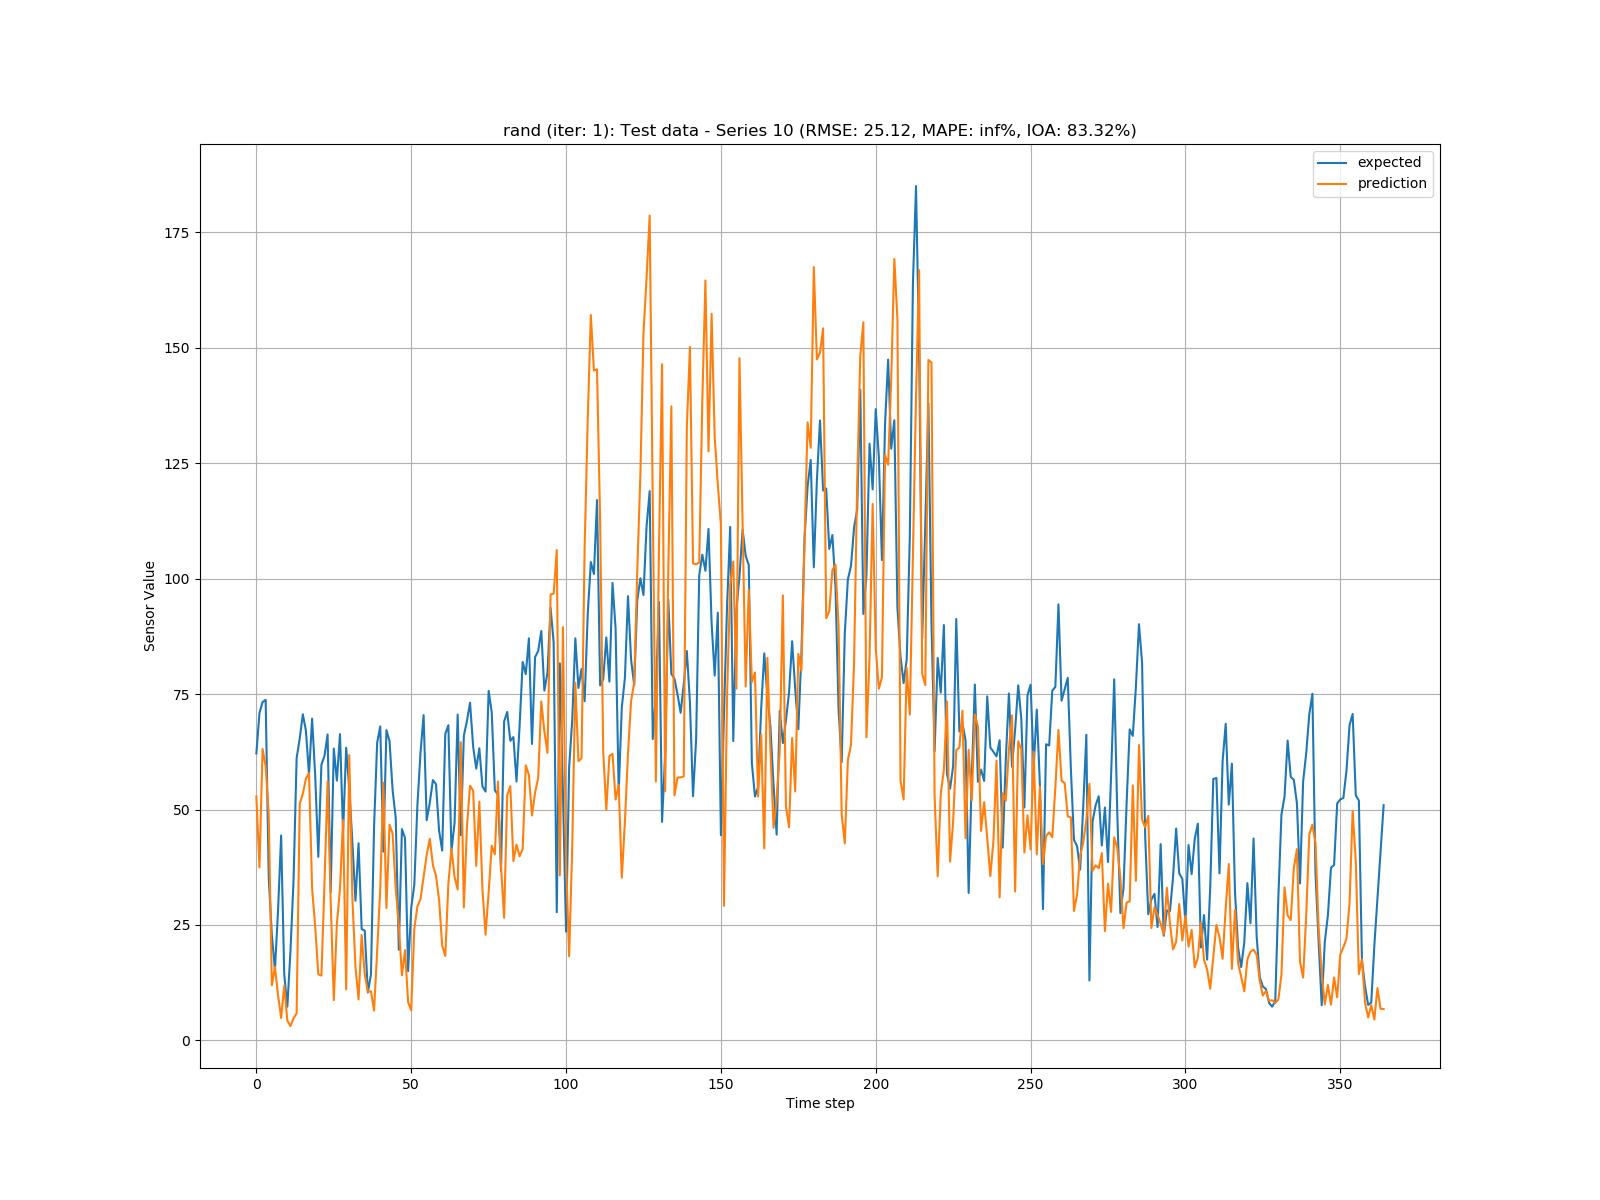 rand (iter: 1): Test data - Series 10 (RMSE: 25.12, MAPE: inf%, IOA: 83.32%)
expected
prediction
175
150
125
100
75
50
25
0
Sensor Value
0 50 100 150 200 250 300 350
Time step